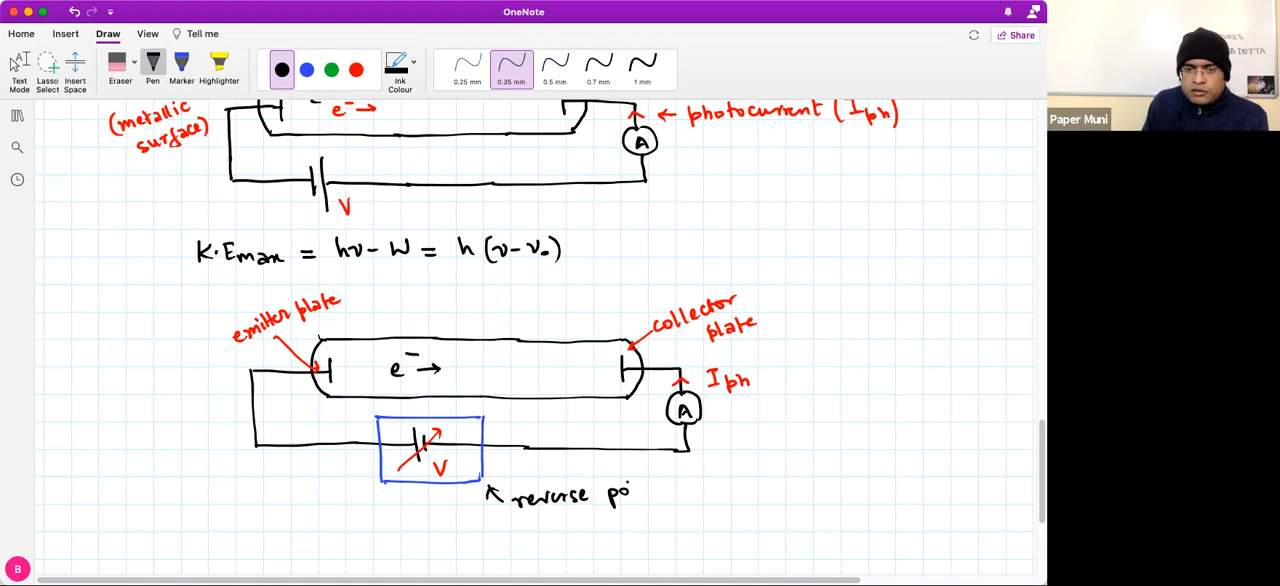 OneNote
Home Insert Draw View Tell me
Share
Text Mode
Lasso Select
Insert Space
Eraser
Pen
Marker
Highlighter
Ink Colour
0.25 mm
0.35 mm
0.5 mm
0.7 mm
1 mm
DUTTA
Paper Muni
(metallic surface)
e⁻ →
← photocurrent (Iph)
A
V
K.Emax = hν - W = h (ν - ν₀)
emitter plate
collector plate
e⁻ →
Iph
A
V
reverse po
B